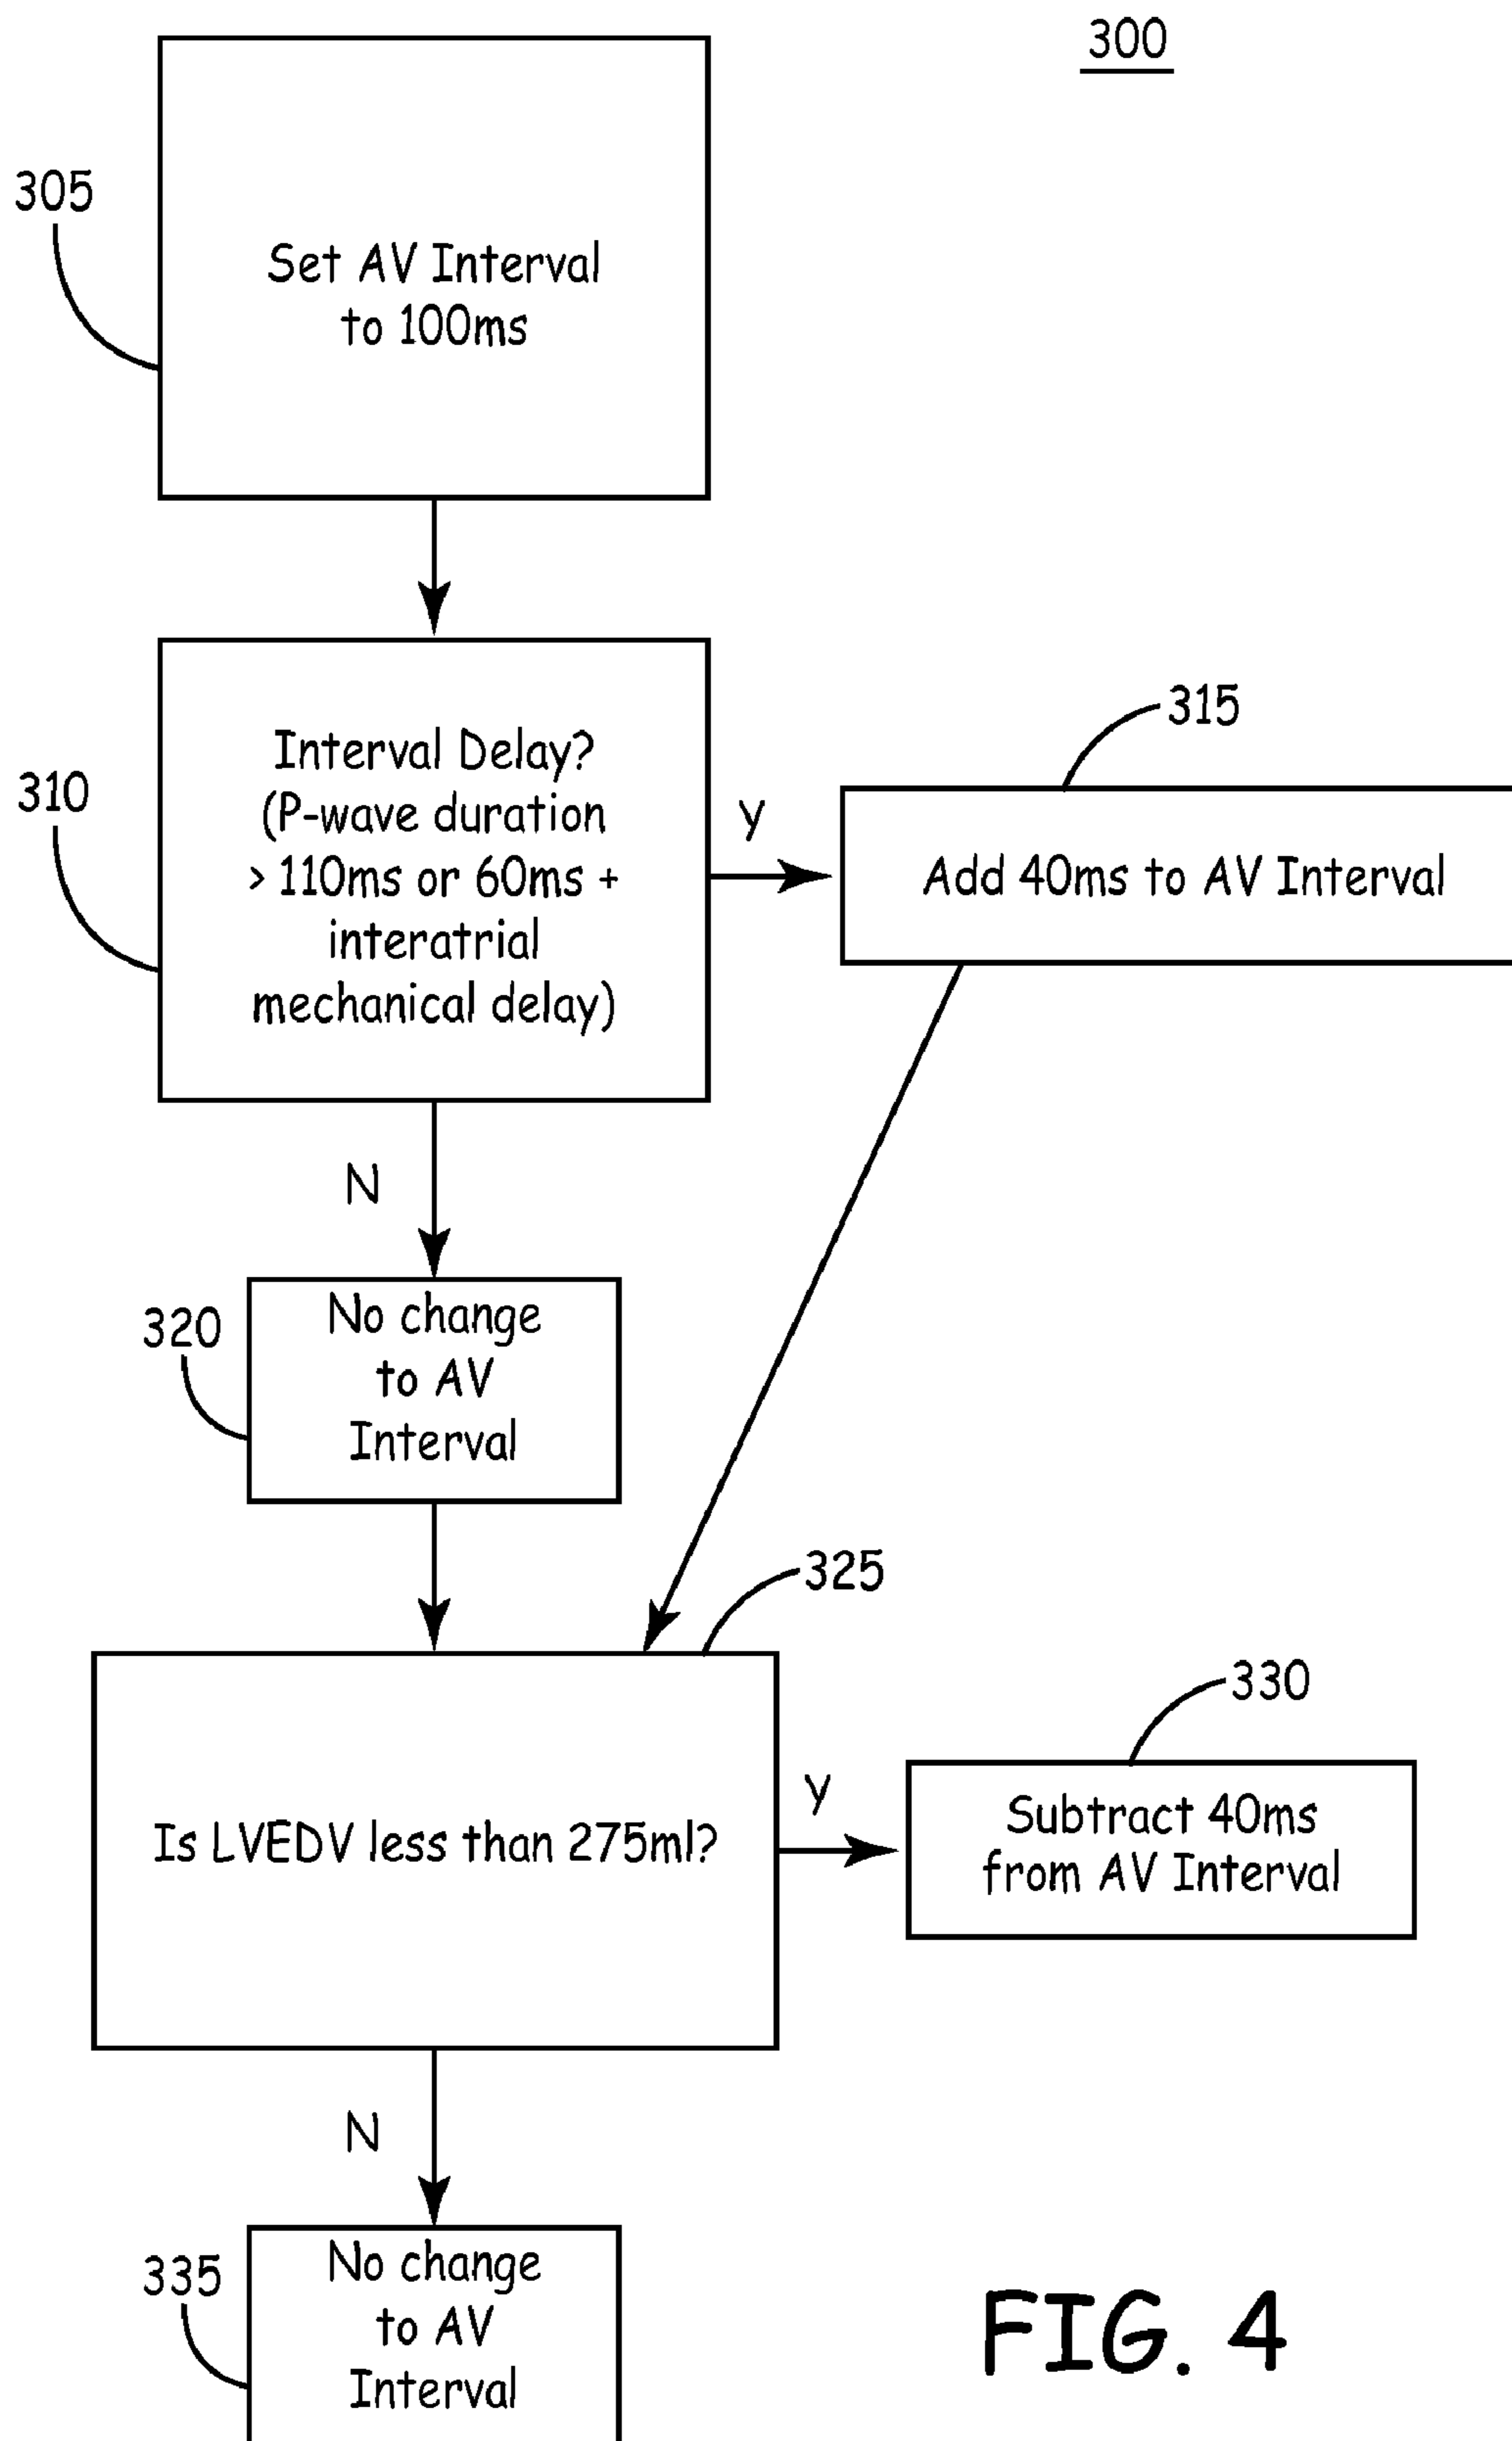 300
305
Set AV Interval
to 100ms
310
Interval Delay?
(P-wave duration
> 110ms or 60ms +
interatrial
mechanical delay)
Y
315
Add 40ms to AV Interval
N
320
No change
to AV
Interval
325
Is LVEDV less than 275ml?
Y
330
Subtract 40ms
from AV Interval
N
335
No change
to AV
Interval
FIG. 4